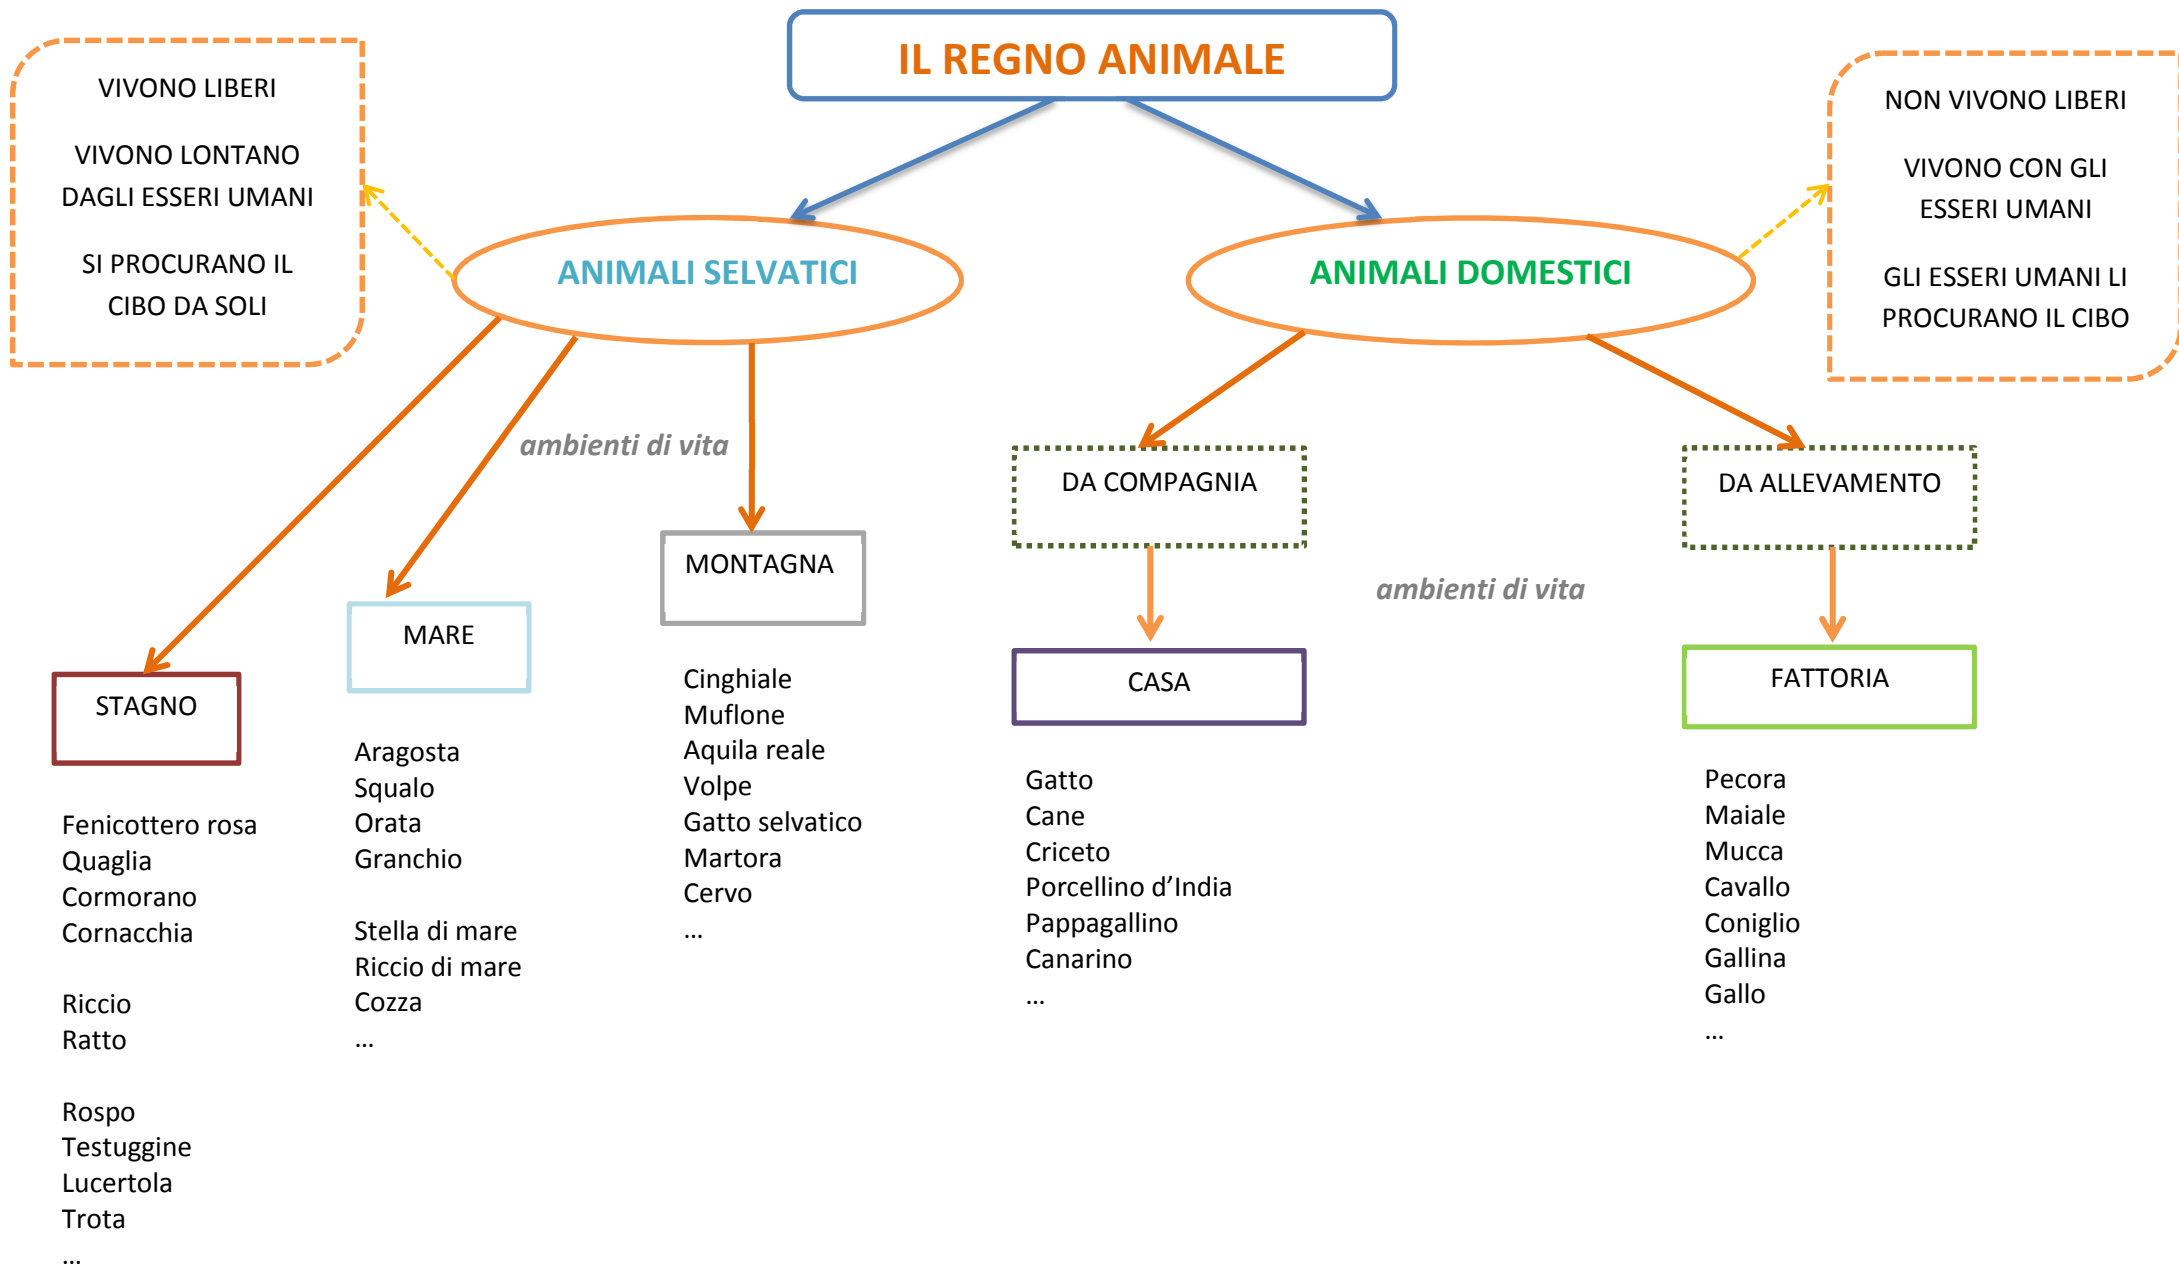 IL REGNO ANIMALE
VIVONO LIBERI
VIVONO LONTANO
DAGLI ESSERI UMANI
SI PROCURANO IL
CIBO DA SOLI
NON VIVONO LIBERI
VIVONO CON GLI
ESSERI UMANI
GLI ESSERI UMANI LI
PROCURANO IL CIBO
ANIMALI SELVATICI
ANIMALI DOMESTICI
ambienti di vita
STAGNO
Fenicottero rosa
Quaglia
Cormorano
Cornacchia
Riccio
Ratto
Rospo
Testuggine
Lucertola
Trota
…
MARE
Aragosta
Squalo
Orata
Granchio
Stella di mare
Riccio di mare
Cozza
…
MONTAGNA
Cinghiale
Muflone
Aquila reale
Volpe
Gatto selvatico
Martora
Cervo
…
DA COMPAGNIA
DA ALLEVAMENTO
ambienti di vita
CASA
Gatto
Cane
Criceto
Porcellino d’India
Pappagallino
Canarino
…
FATTORIA
Pecora
Maiale
Mucca
Cavallo
Coniglio
Gallina
Gallo
…